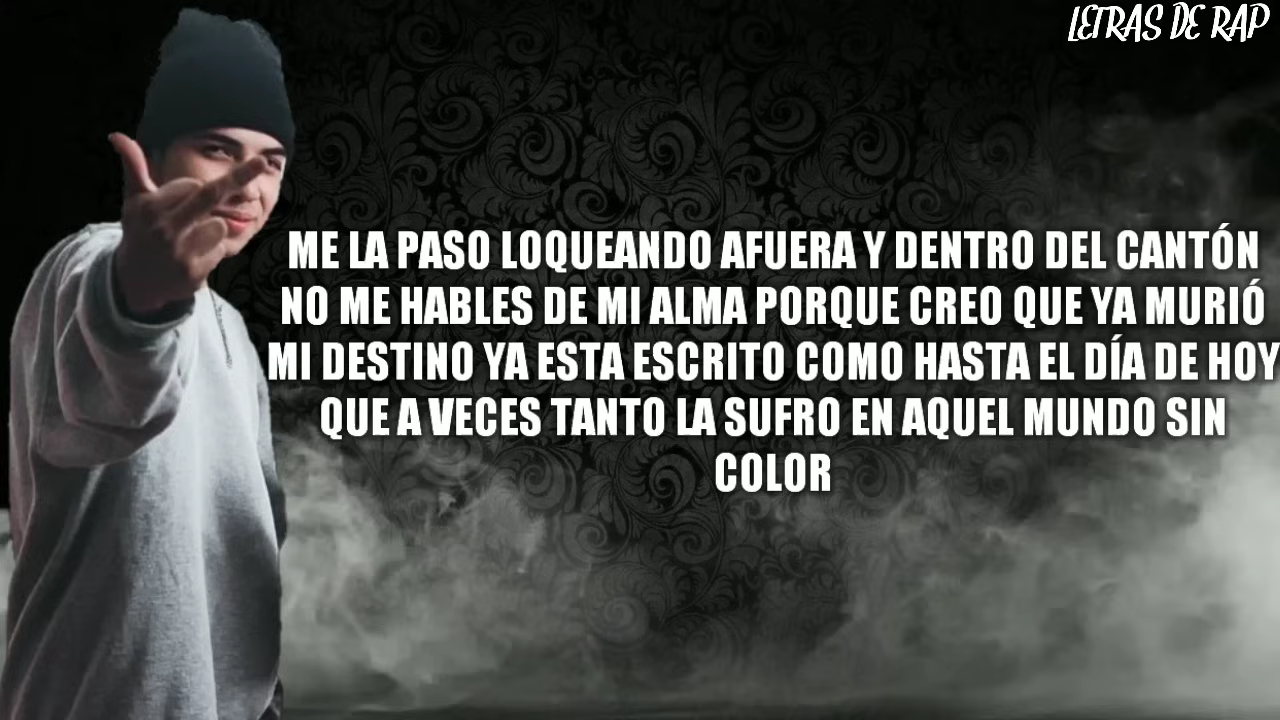 LETRAS DE RAP
ME LA PASO LOQUEANDO AFUERA Y DENTRO DEL CANTÓN
NO ME HABLES DE MI ALMA PORQUE CREO QUE YA MURIÓ
MI DESTINO YA ESTA ESCRITO COMO HASTA EL DÍA DE HOY
QUE A VECES TANTO LA SUFRO EN AQUEL MUNDO SIN
COLOR